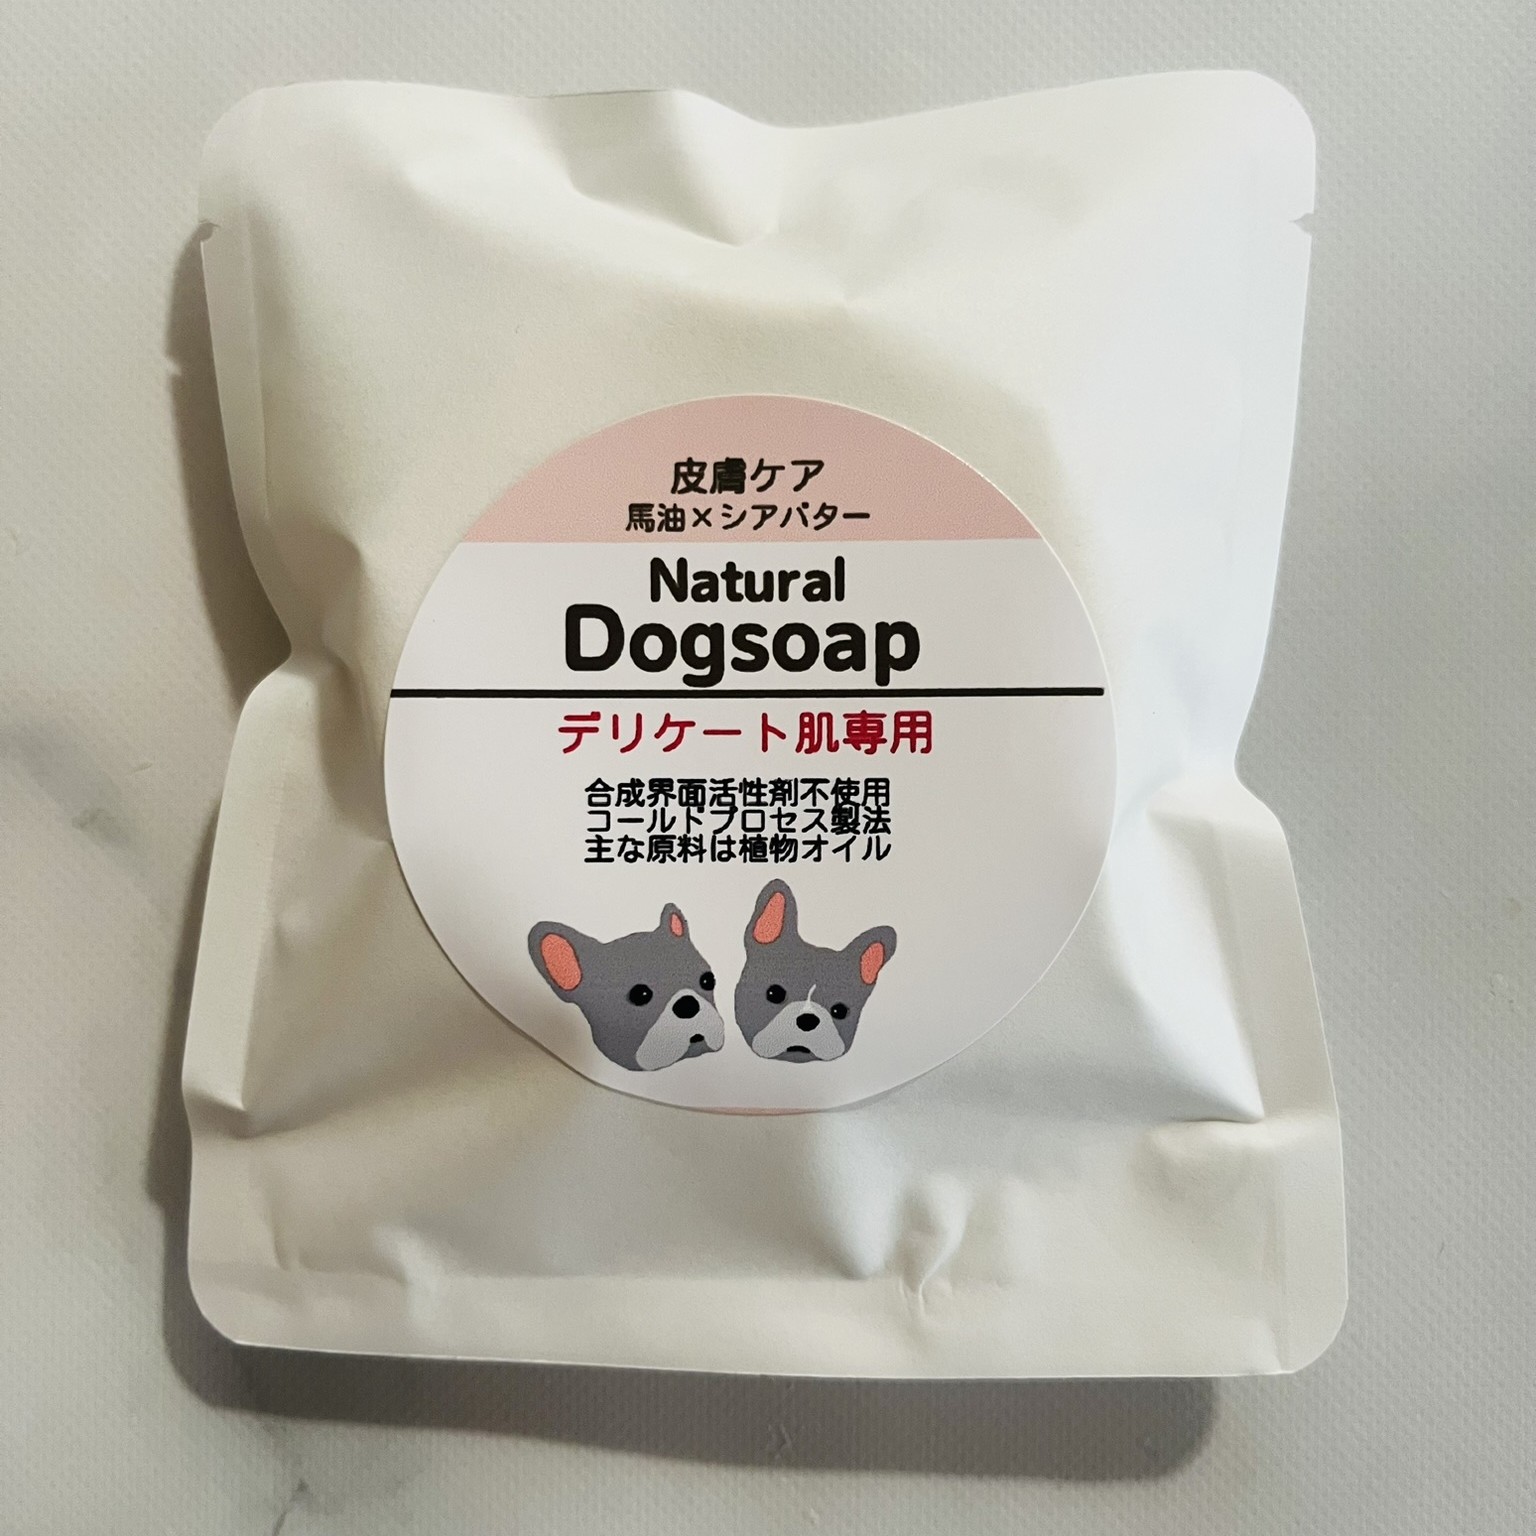 皮膚ケア
馬油×シアバター
Natural
Dogsoap
デリケート肌専用
合成界面活性剤不使用
コールドプロセス製法
主な原料は植物オイル